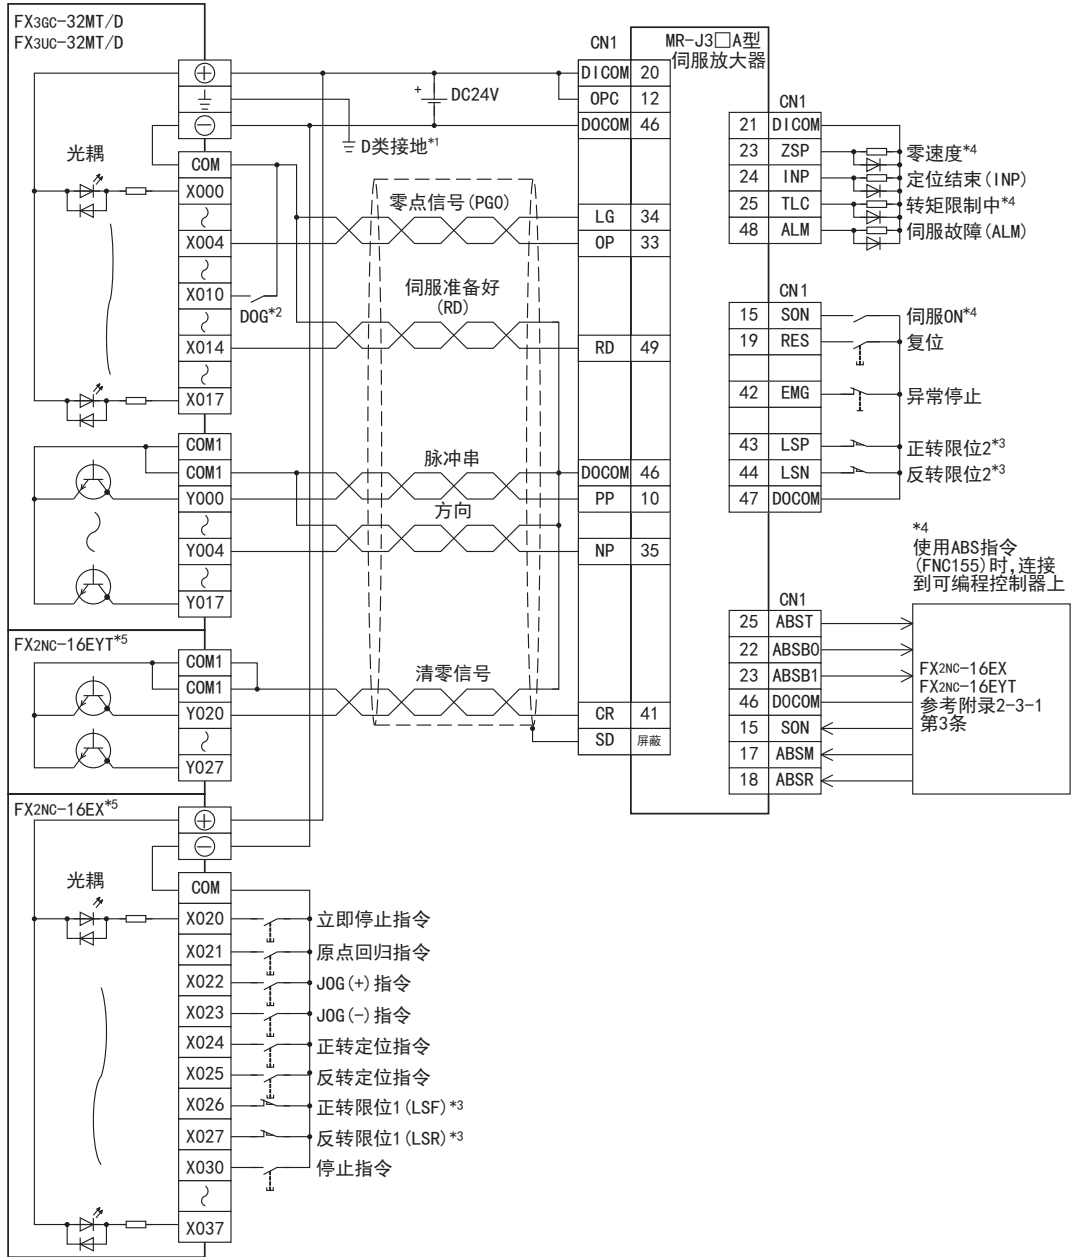 FX3GC-32MT/D
FX3UC-32MT/D
光耦
COM
X000
X004
X010
X014
X017
COM1
COM1
Y000
Y004
Y017
DC24V
+
D类接地*1
零点信号(PG0)
DOG*2
伺服准备好
(RD)
脉冲串
方向
清零信号
FX2NC-16EYT*5
COM1
COM1
Y020
Y027
FX2NC-16EX*5
光耦
COM
X020 立即停止指令
X021 原点回归指令
X022 JOG(+)指令
X023 JOG(-)指令
X024 正转定位指令
X025 反转定位指令
X026 正转限位1(LSF)*3
X027 反转限位1(LSR)*3
X030 停止指令
X037
MR-J3□A型
伺服放大器
CN1
DICOM 20
OPC 12
DOCOM 46
LG 34
OP 33
RD 49
DOCOM 46
PP 10
NP 35
CR 41
SD 屏蔽
CN1
21 DICOM
23 ZSP 零速度*4
24 INP 定位结束(INP)
25 TLC 转矩限制中*4
48 ALM 伺服故障(ALM)
CN1
15 SON 伺服ON*4
19 RES 复位
42 EMG 异常停止
43 LSP 正转限位2*3
44 LSN 反转限位2*3
47 DOCOM
*4
使用ABS指令
(FNC155)时,连接
到可编程控制器上
CN1
25 ABST
22 ABSB0
23 ABSB1
46 DOCOM
15 SON
17 ABSM
18 ABSR
FX2NC-16EX
FX2NC-16EYT
参考附录2-3-1
第3条